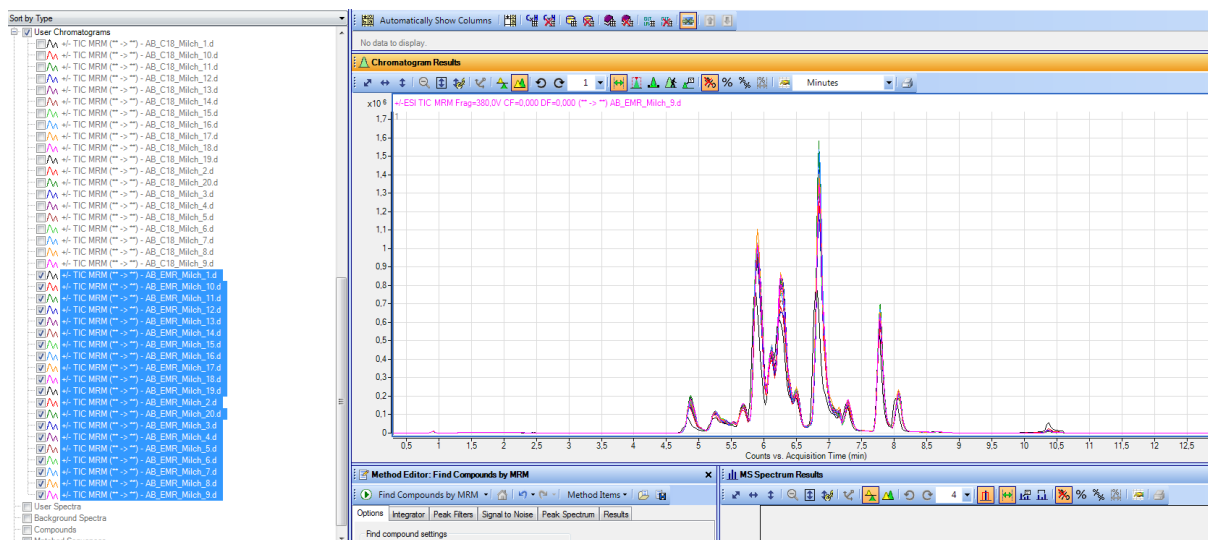 Sort by Type
User Chromatograms
+/- TIC MRM (** -> **) - AB_C18_Milch_1.d
+/- TIC MRM (** -> **) - AB_C18_Milch_10.d
+/- TIC MRM (** -> **) - AB_C18_Milch_11.d
+/- TIC MRM (** -> **) - AB_C18_Milch_12.d
+/- TIC MRM (** -> **) - AB_C18_Milch_13.d
+/- TIC MRM (** -> **) - AB_C18_Milch_14.d
+/- TIC MRM (** -> **) - AB_C18_Milch_15.d
+/- TIC MRM (** -> **) - AB_C18_Milch_16.d
+/- TIC MRM (** -> **) - AB_C18_Milch_17.d
+/- TIC MRM (** -> **) - AB_C18_Milch_18.d
+/- TIC MRM (** -> **) - AB_C18_Milch_19.d
+/- TIC MRM (** -> **) - AB_C18_Milch_2.d
+/- TIC MRM (** -> **) - AB_C18_Milch_20.d
+/- TIC MRM (** -> **) - AB_C18_Milch_3.d
+/- TIC MRM (** -> **) - AB_C18_Milch_4.d
+/- TIC MRM (** -> **) - AB_C18_Milch_5.d
+/- TIC MRM (** -> **) - AB_C18_Milch_6.d
+/- TIC MRM (** -> **) - AB_C18_Milch_7.d
+/- TIC MRM (** -> **) - AB_C18_Milch_8.d
+/- TIC MRM (** -> **) - AB_C18_Milch_9.d
+/- TIC MRM (** -> **) - AB_EMR_Milch_1.d
+/- TIC MRM (** -> **) - AB_EMR_Milch_10.d
+/- TIC MRM (** -> **) - AB_EMR_Milch_11.d
+/- TIC MRM (** -> **) - AB_EMR_Milch_12.d
+/- TIC MRM (** -> **) - AB_EMR_Milch_13.d
+/- TIC MRM (** -> **) - AB_EMR_Milch_14.d
+/- TIC MRM (** -> **) - AB_EMR_Milch_15.d
+/- TIC MRM (** -> **) - AB_EMR_Milch_16.d
+/- TIC MRM (** -> **) - AB_EMR_Milch_17.d
+/- TIC MRM (** -> **) - AB_EMR_Milch_18.d
+/- TIC MRM (** -> **) - AB_EMR_Milch_19.d
+/- TIC MRM (** -> **) - AB_EMR_Milch_2.d
+/- TIC MRM (** -> **) - AB_EMR_Milch_20.d
+/- TIC MRM (** -> **) - AB_EMR_Milch_3.d
+/- TIC MRM (** -> **) - AB_EMR_Milch_4.d
+/- TIC MRM (** -> **) - AB_EMR_Milch_5.d
+/- TIC MRM (** -> **) - AB_EMR_Milch_6.d
+/- TIC MRM (** -> **) - AB_EMR_Milch_7.d
+/- TIC MRM (** -> **) - AB_EMR_Milch_8.d
+/- TIC MRM (** -> **) - AB_EMR_Milch_9.d
User Spectra
Background Spectra
Compounds
Automatically Show Columns
No data to display.
Chromatogram Results
1 % % Minutes
x10 6 +/-ESI TIC MRM Frag=380,0V CF=0,000 DF=0,000 (** -> **) AB_EMR_Milch_9.d
1
1,7
1,6
1,5
1,4
1,3
1,2
1,1
1
0,9
0,8
0,7
0,6
0,5
0,4
0,3
0,2
0,1
0
0,5 1 1,5 2 2,5 3 3,5 4 4,5 5 5,5 6 6,5 7 7,5 8 8,5 9 9,5 10 10,5 11 11,5 12 12,5
Counts vs. Acquisition Time (min)
Method Editor: Find Compounds by MRM
Find Compounds by MRM Method Items
Options Integrator Peak Filters Signal to Noise Peak Spectrum Results
Find compound settings
MS Spectrum Results
4 % %